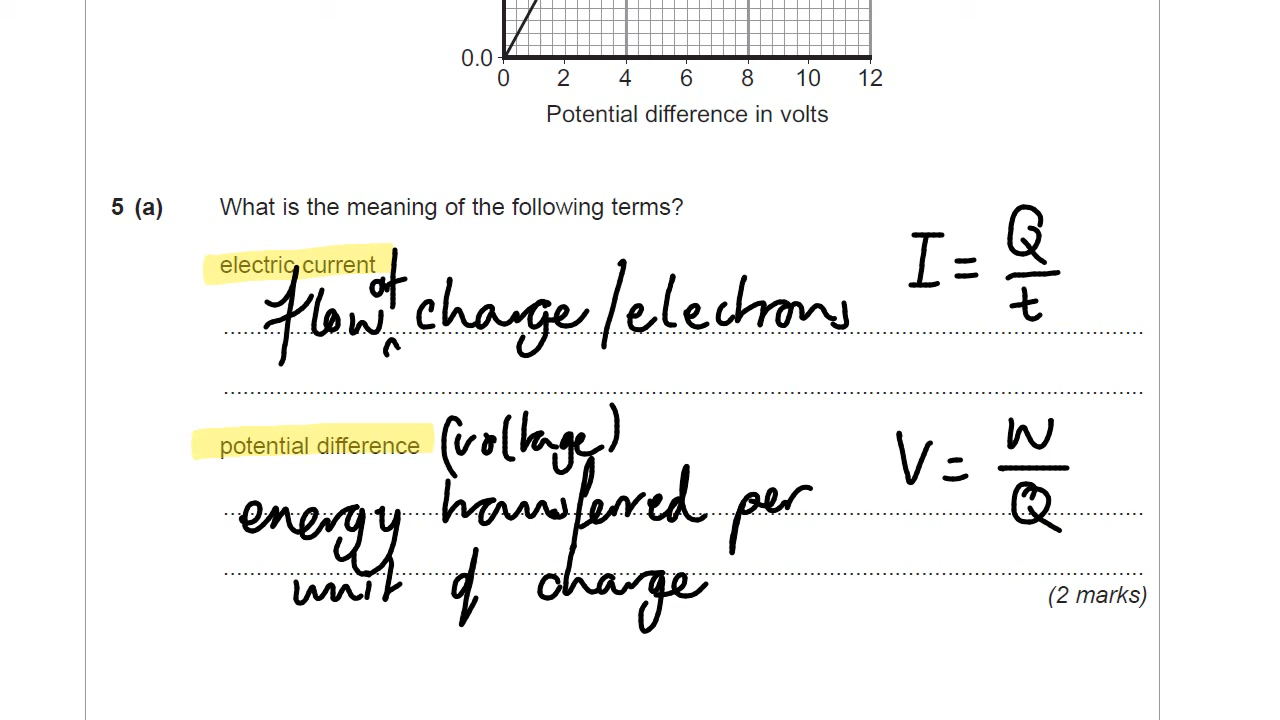 0.0
0 2 4 6 8 10 12
Potential difference in volts
5 (a) What is the meaning of the following terms?
electric current
flow of charge/electrons
I = Q/t
potential difference (voltage)
energy transferred per
unit of charge
V = W/Q
(2 marks)